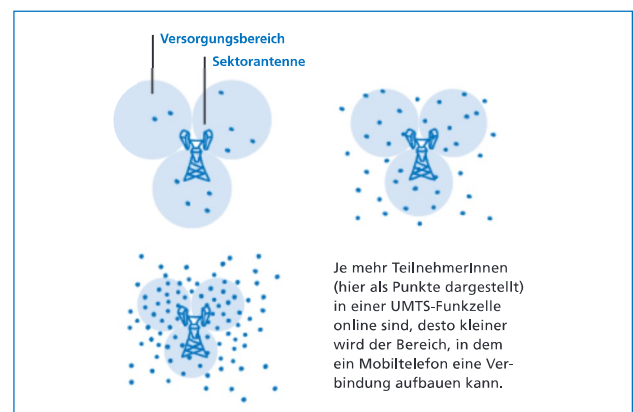 Versorgungsbereich
Sektorantenne
Je mehr TeilnehmerInnen
(hier als Punkte dargestellt)
in einer UMTS-Funkzelle
online sind, desto kleiner
wird der Bereich, in dem
ein Mobiltelefon eine Ver-
bindung aufbauen kann.